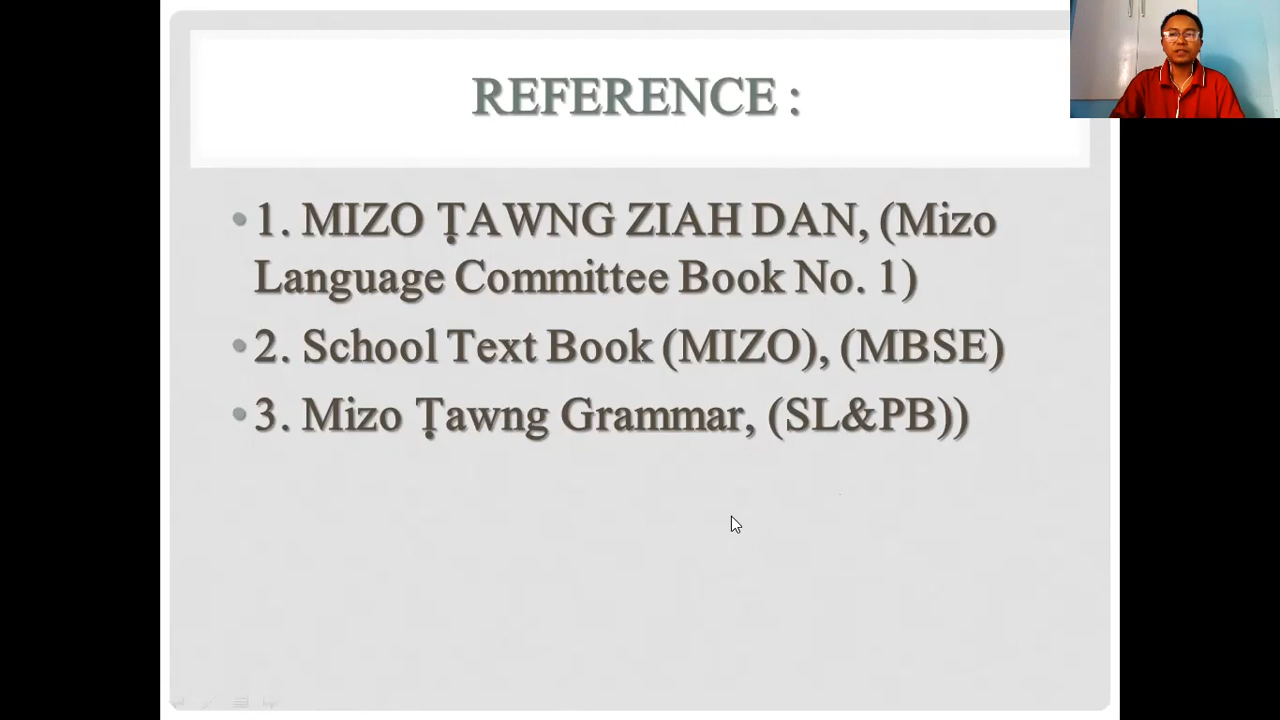 REFERENCE :
• 1. MIZO ṬAWNG ZIAH DAN, (Mizo
Language Committee Book No. 1)
• 2. School Text Book (MIZO), (MBSE)
• 3. Mizo Ṭawng Grammar, (SL&PB))